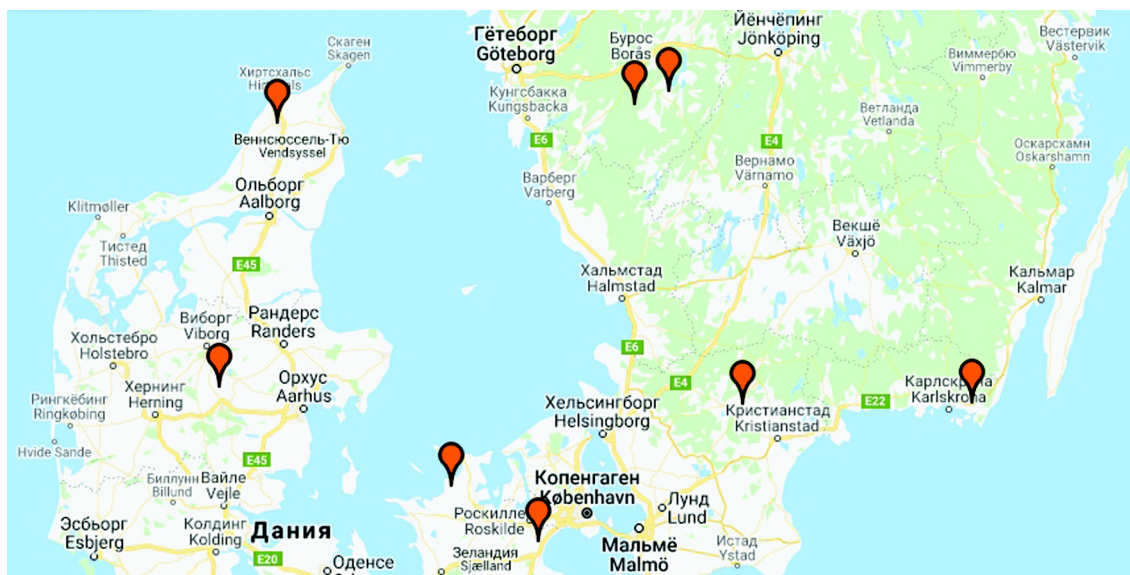 Скаген
Skagen
Хиртсхальс
Гётеборг
Göteborg
Бурос
Borås
Йёнчёпинг
Jönköping
Вестервик
Västervik
Виммербю
Vimmerby
Кунгсбакка
Kungsbacka
E6
E4
Ветланда
Vetlanda
Оскарсхамн
Oskarshamn
Веннсюссель-Тю
Vendsyssel
Вернамо
Värnamo
Варберг
Varberg
Ольборг
Aalborg
Klitmøller
Тистед
Thisted
E45
Векшё
Växjö
Хальмстад
Halmstad
Кальмар
Kalmar
Виборг
Viborg
Рандерс
Randers
Хольстебро
Holstebro
E6
E4
Хернинг
Herning
Орхус
Aarhus
Рингкёбинг
Ringkøbing
Hvide Sande
Хельсингборг
Helsingborg
Кристианстад
Kristianstad
E22
Карлскрона
Karlskrona
E45
Биллунн
Billund
Вайле
Vejle
Копенгаген
København
Роскилле
Roskilde
Лунд
Lund
Эсбьорг
Esbjerg
Колдинг
Kolding
Дания
E20
Оденсе
Зеландия
Sjælland
Мальмё
Malmö
Истад
Ystad